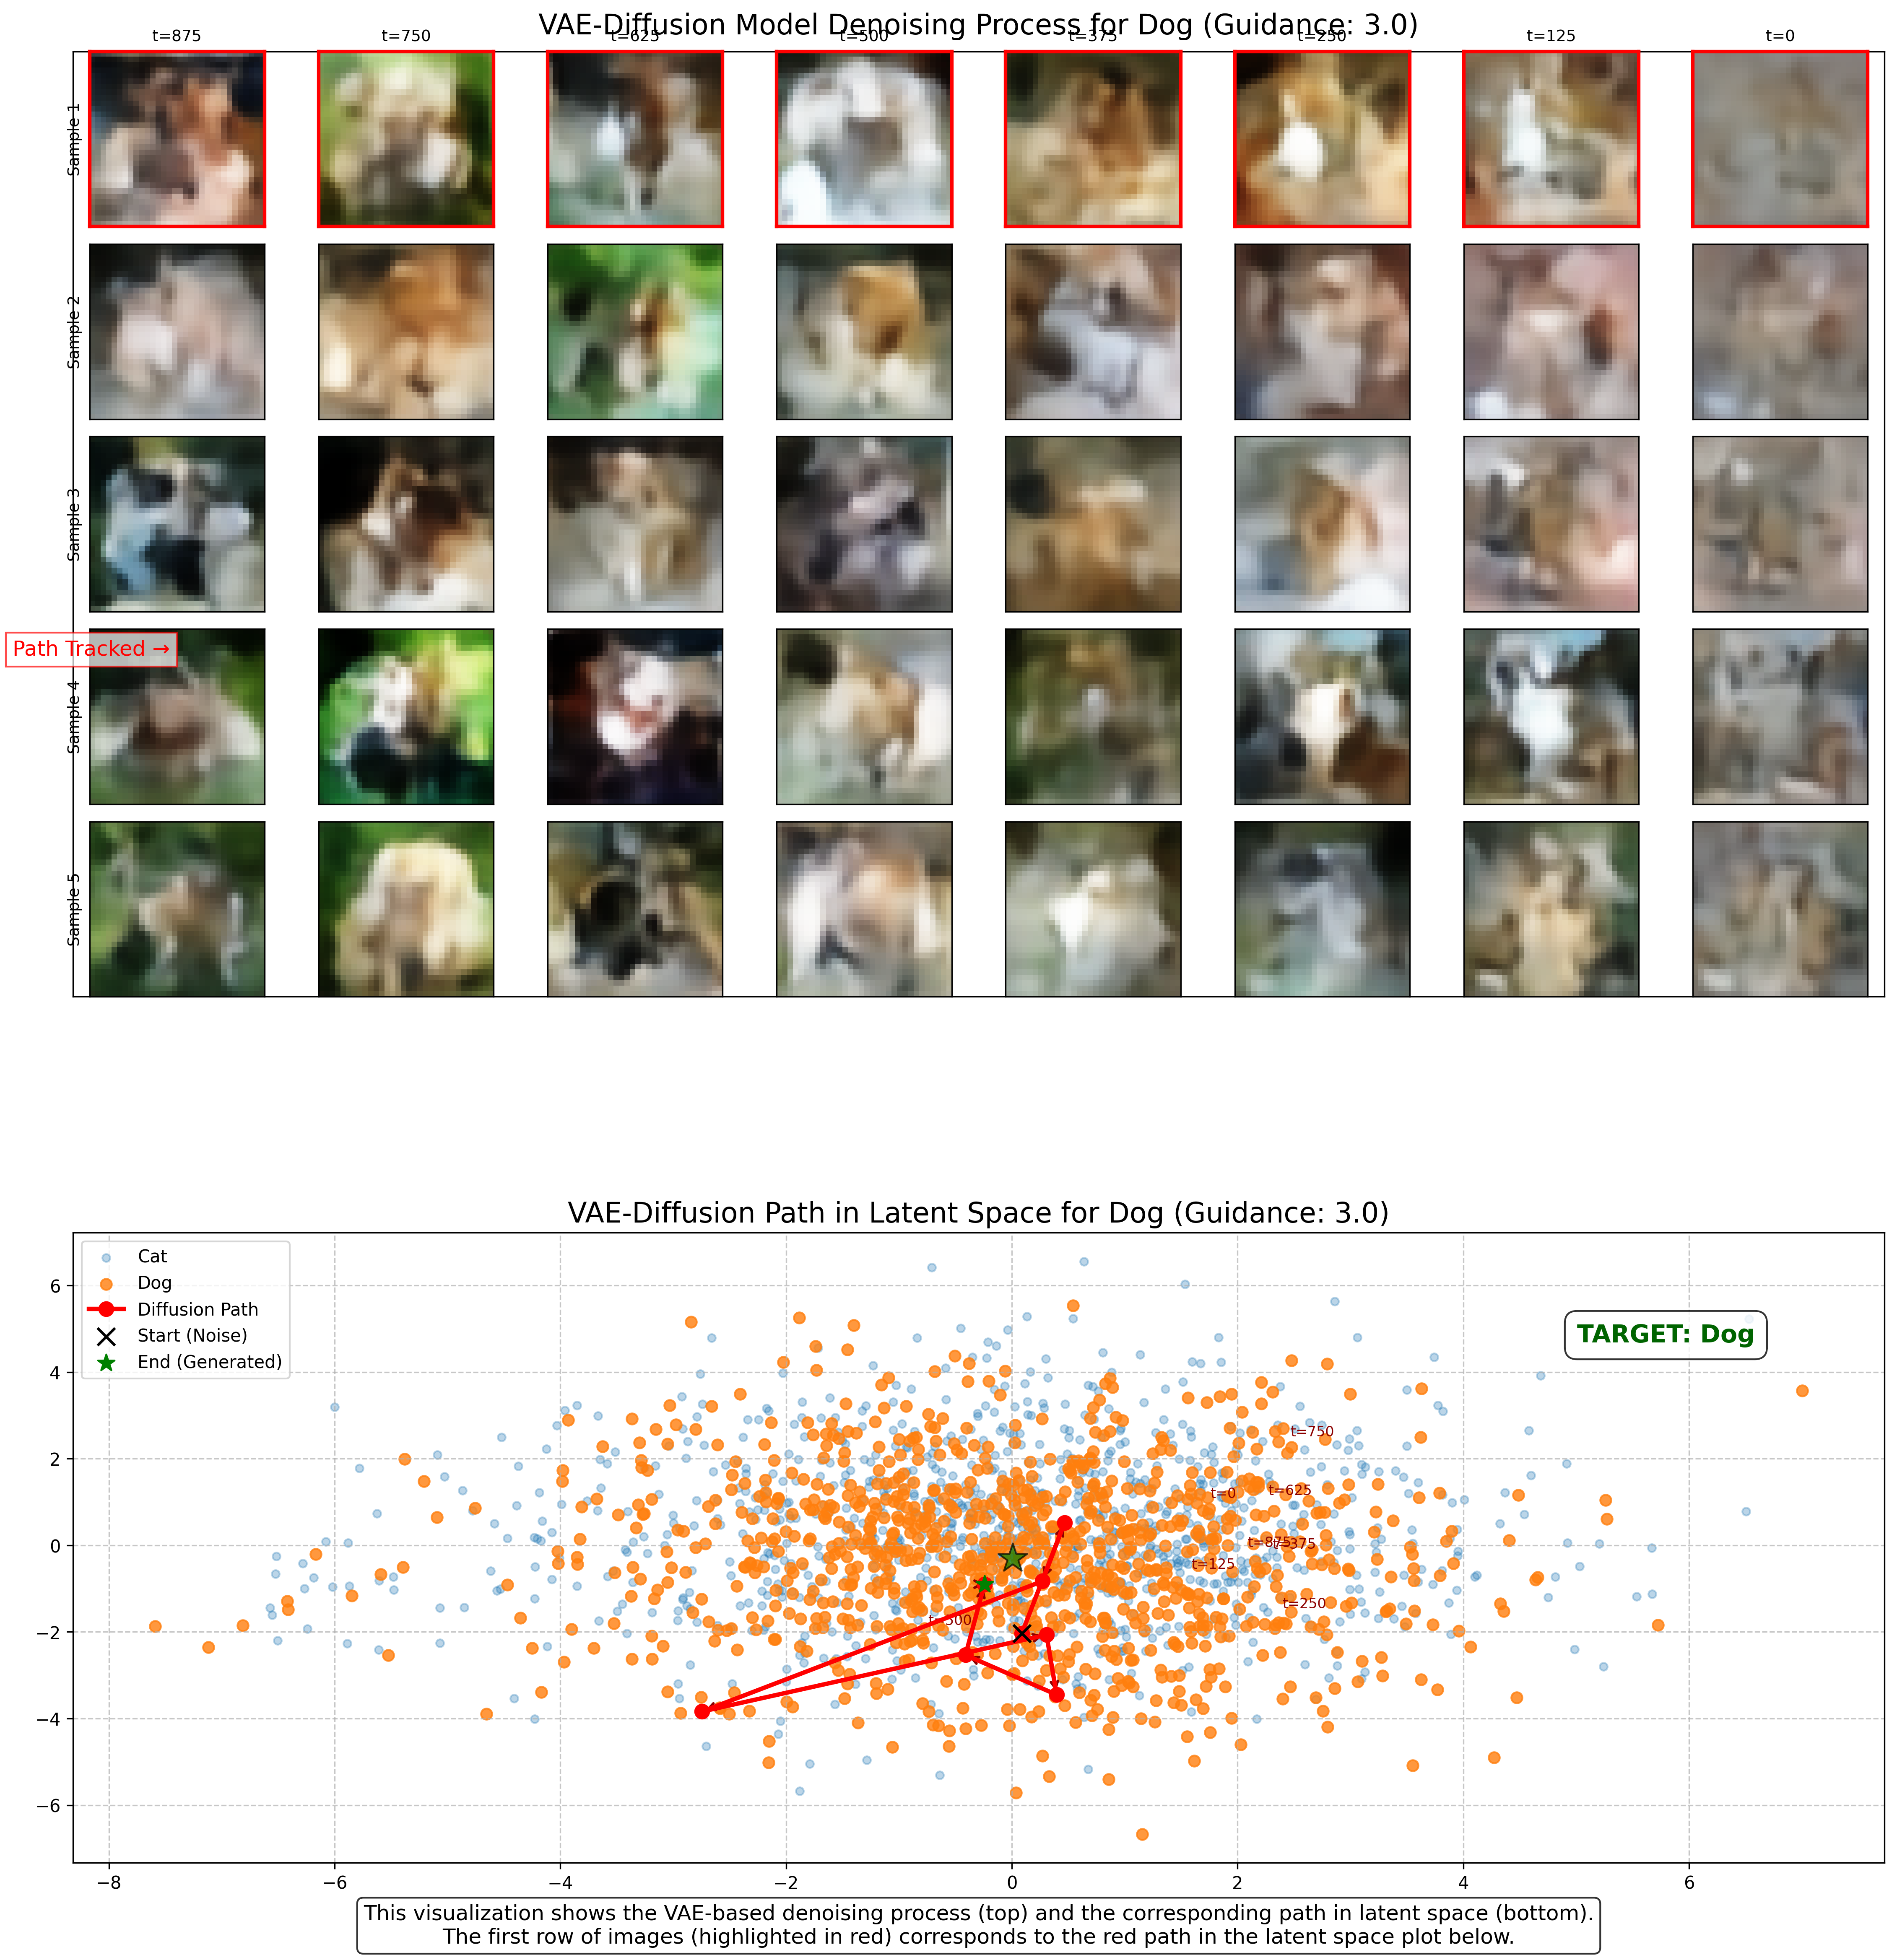 VAE-Diffusion Model Denoising Process for Dog (Guidance: 3.0)
t=875 t=750 t=625 t=500 t=375 t=250 t=125 t=0
Sample 1
Sample 2
Sample 3
Path Tracked →
Sample 4
Sample 5
VAE-Diffusion Path in Latent Space for Dog (Guidance: 3.0)
Cat
Dog
Diffusion Path
Start (Noise)
End (Generated)
TARGET: Dog
6
4
2
0
−2
−4
−6
t=750
t=0
t=625
t=875
t=375
t=125
t=250
t=500
−8 −6 −4 −2 0 2 4 6
This visualization shows the VAE-based denoising process (top) and the corresponding path in latent space (bottom).
The first row of images (highlighted in red) corresponds to the red path in the latent space plot below.